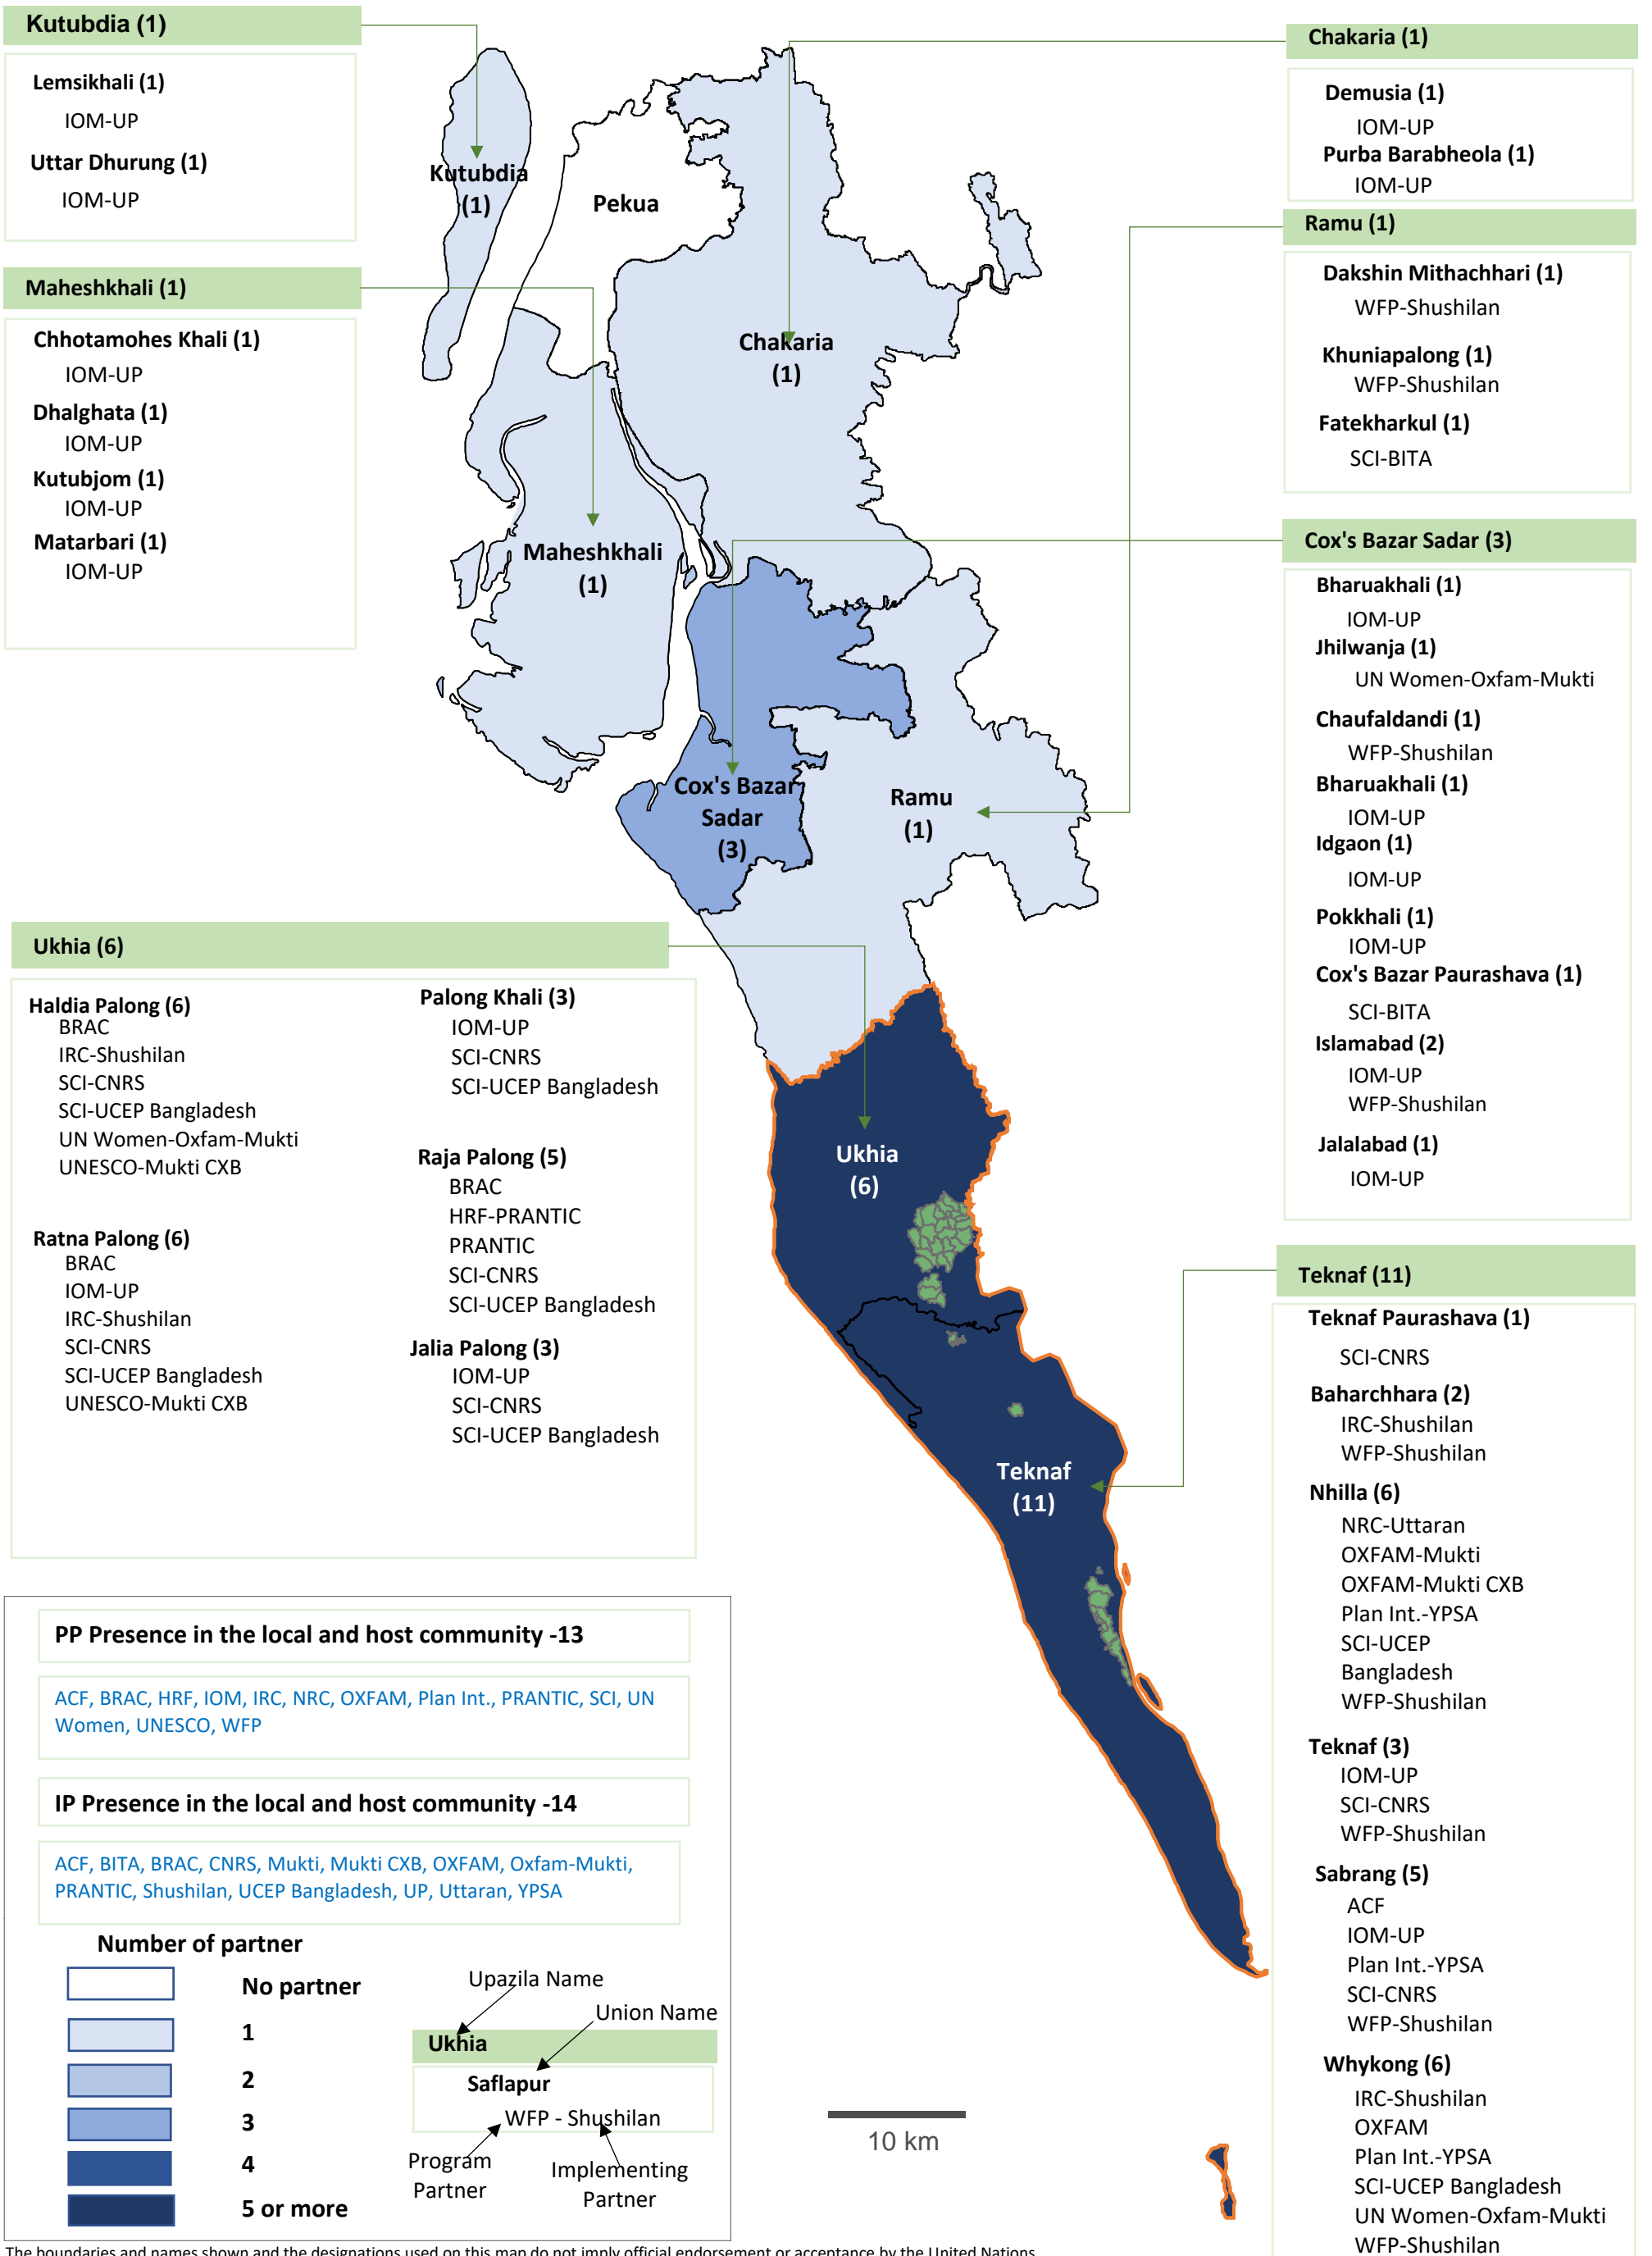 Kutubdia (1)
Lemsikhali (1)
IOM-UP
Uttar Dhurung (1)
IOM-UP
Maheshkhali (1)
Chhotamohes Khali (1)
IOM-UP
Dhalghata (1)
IOM-UP
Kutubjom (1)
IOM-UP
Matarbari (1)
IOM-UP
Kutubdia
(1)
Pekua
Chakaria
(1)
Maheshkhali
(1)
Cox's Bazar
Sadar
(3)
Ramu
(1)
Ukhia
(6)
Teknaf
(11)
Chakaria (1)
Demusia (1)
IOM-UP
Purba Barabheola (1)
IOM-UP
Ramu (1)
Dakshin Mithachhari (1)
WFP-Shushilan
Khuniapalong (1)
WFP-Shushilan
Fatekharkul (1)
SCI-BITA
Cox's Bazar Sadar (3)
Bharuakhali (1)
IOM-UP
Jhilwanja (1)
UN Women-Oxfam-Mukti
Chaufaldandi (1)
WFP-Shushilan
Bharuakhali (1)
IOM-UP
Idgaon (1)
IOM-UP
Pokkhali (1)
IOM-UP
Cox's Bazar Paurashava (1)
SCI-BITA
Islamabad (2)
IOM-UP
WFP-Shushilan
Jalalabad (1)
IOM-UP
Ukhia (6)
Haldia Palong (6)
BRAC
IRC-Shushilan
SCI-CNRS
SCI-UCEP Bangladesh
UN Women-Oxfam-Mukti
UNESCO-Mukti CXB
Ratna Palong (6)
BRAC
IOM-UP
IRC-Shushilan
SCI-CNRS
SCI-UCEP Bangladesh
UNESCO-Mukti CXB
Palong Khali (3)
IOM-UP
SCI-CNRS
SCI-UCEP Bangladesh
Raja Palong (5)
BRAC
HRF-PRANTIC
PRANTIC
SCI-CNRS
SCI-UCEP Bangladesh
Jalia Palong (3)
IOM-UP
SCI-CNRS
SCI-UCEP Bangladesh
Teknaf (11)
Teknaf Paurashava (1)
SCI-CNRS
Baharchhara (2)
IRC-Shushilan
WFP-Shushilan
Nhilla (6)
NRC-Uttaran
OXFAM-Mukti
OXFAM-Mukti CXB
Plan Int.-YPSA
SCI-UCEP
Bangladesh
WFP-Shushilan
Teknaf (3)
IOM-UP
SCI-CNRS
WFP-Shushilan
Sabrang (5)
ACF
IOM-UP
Plan Int.-YPSA
SCI-CNRS
WFP-Shushilan
Whykong (6)
IRC-Shushilan
OXFAM
Plan Int.-YPSA
SCI-UCEP Bangladesh
UN Women-Oxfam-Mukti
WFP-Shushilan
PP Presence in the local and host community -13
ACF, BRAC, HRF, IOM, IRC, NRC, OXFAM, Plan Int., PRANTIC, SCI, UN
Women, UNESCO, WFP
IP Presence in the local and host community -14
ACF, BITA, BRAC, CNRS, Mukti, Mukti CXB, OXFAM, Oxfam-Mukti,
PRANTIC, Shushilan, UCEP Bangladesh, UP, Uttaran, YPSA
Number of partner
No partner
1
2
3
4
5 or more
Upazila Name
Union Name
Ukhia
Saflapur
WFP - Shushilan
Program
Partner
Implementing
Partner
10 km
The boundaries and names shown and the designations used on this map do not imply official endorsement or acceptance by the United Nations